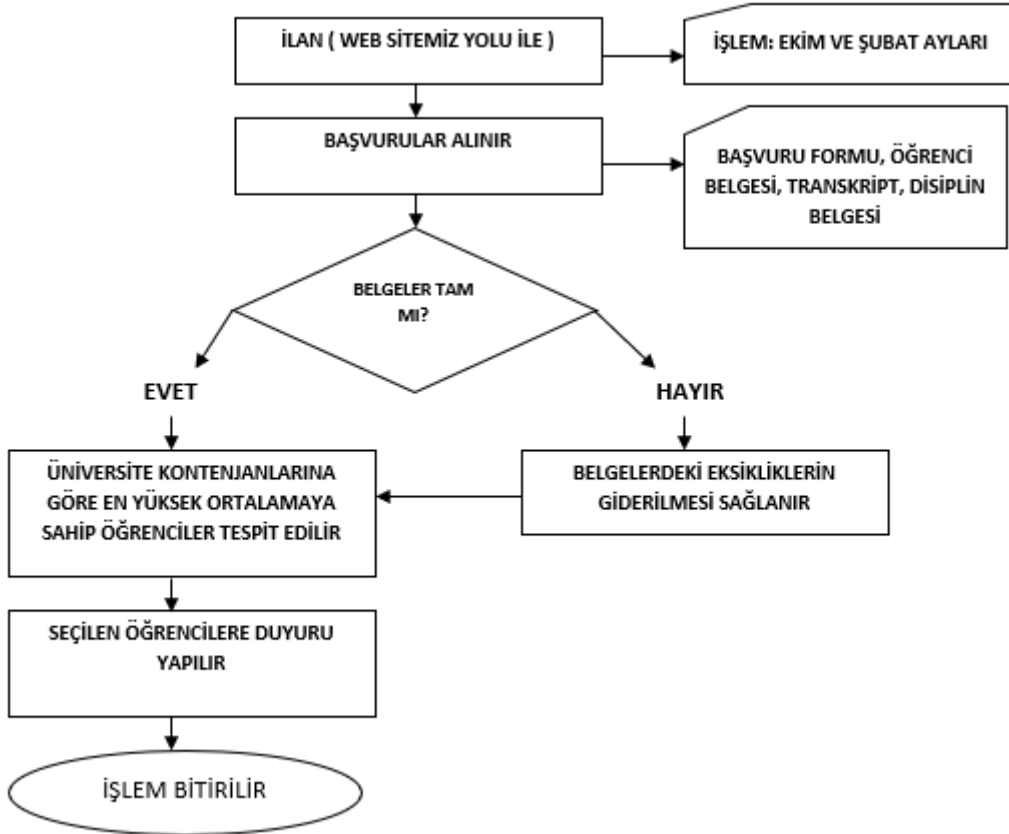 İLAN ( WEB SİTEMİZ YOLU İLE )
İŞLEM: EKİM VE ŞUBAT AYLARI
BAŞVURULAR ALINIR
BAŞVURU FORMU, ÖĞRENCİ
BELGESİ, TRANSKRİPT, DİSİPLİN
BELGESİ
BELGELER TAM
MI?
EVET
HAYIR
ÜNİVERSİTE KONTENJANLARINA
GÖRE EN YÜKSEK ORTALAMAYA
SAHİP ÖĞRENCİLER TESPİT EDİLİR
BELGELERDEKİ EKSİKLİKLERİN
GİDERİLMESİ SAĞLANIR
SEÇİLEN ÖĞRENCİLERE DUYURU
YAPILIR
İŞLEM BİTİRİLİR